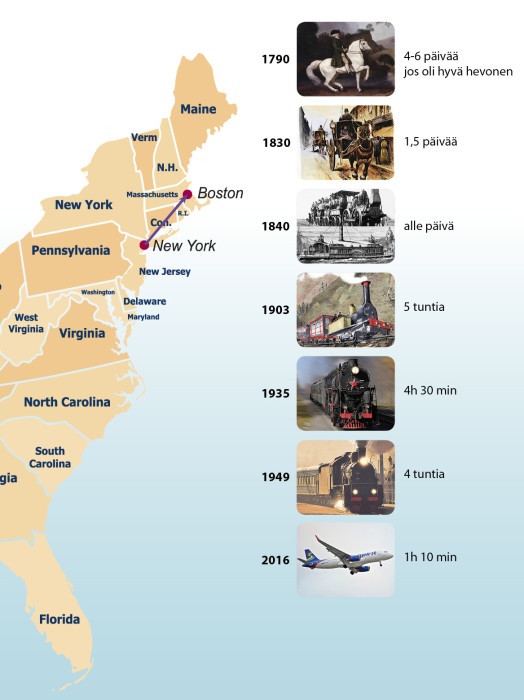 Maine
Verm
N.H.
Massachusetts
Boston
New York
R.I.
Con.
New York
Pennsylvania
New Jersey
Washington
Delaware
West
Virginia
Maryland
Virginia
North Carolina
South
Carolina
gia
Florida
1790
4-6 päivää
jos oli hyvä hevonen
1830
1,5 päivää
1840
alle päivä
1903
5 tuntia
1935
4h 30 min
1949
4 tuntia
2016
1h 10 min